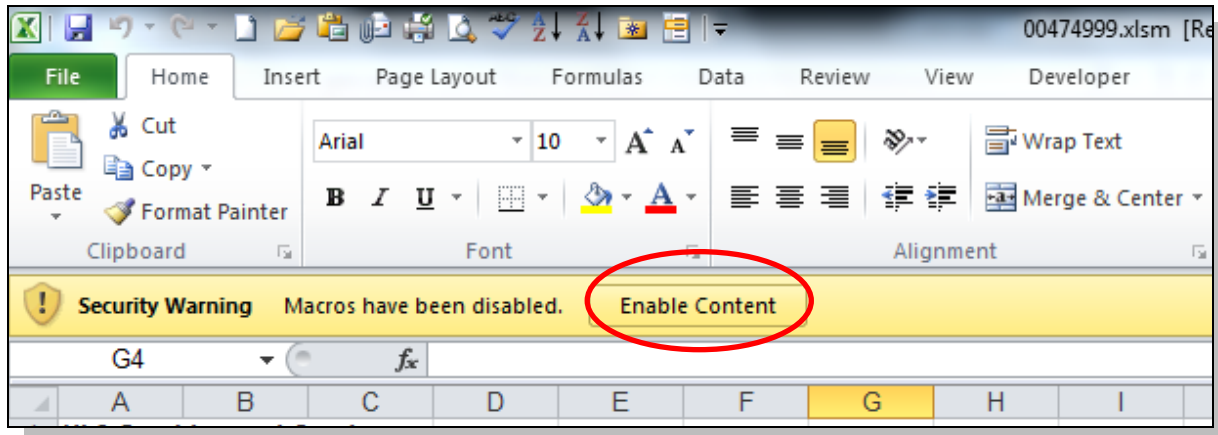 00474999.xlsm [Re
File Home Insert Page Layout Formulas Data Review View Developer
Cut
Arial 10 A A Wrap Text
Copy
Paste
Format Painter B I U A Merge & Center
Clipboard Font Alignment
Security Warning Macros have been disabled. Enable Content
G4 fx
A B C D E F G H I